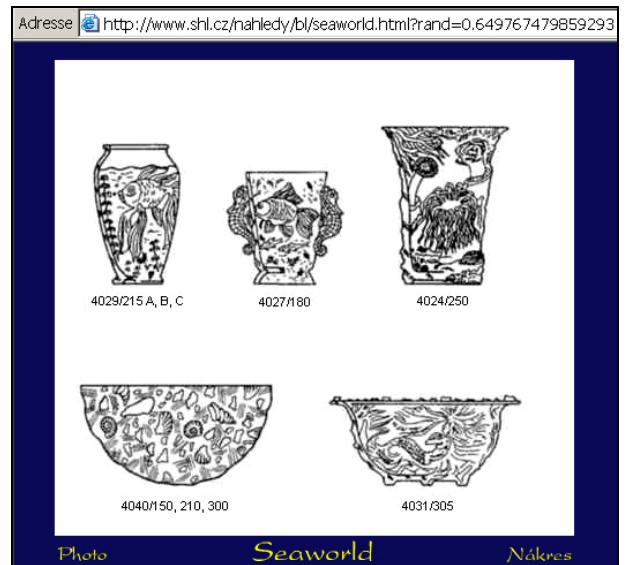 Adresse http://www.shl.cz/nahledy/bl/seaworld.html?rand=0.649767479859293
4029/215 A, B, C
4027/180
4024/250
4040/150, 210, 300
4031/305
Photo Seaworld Nákres